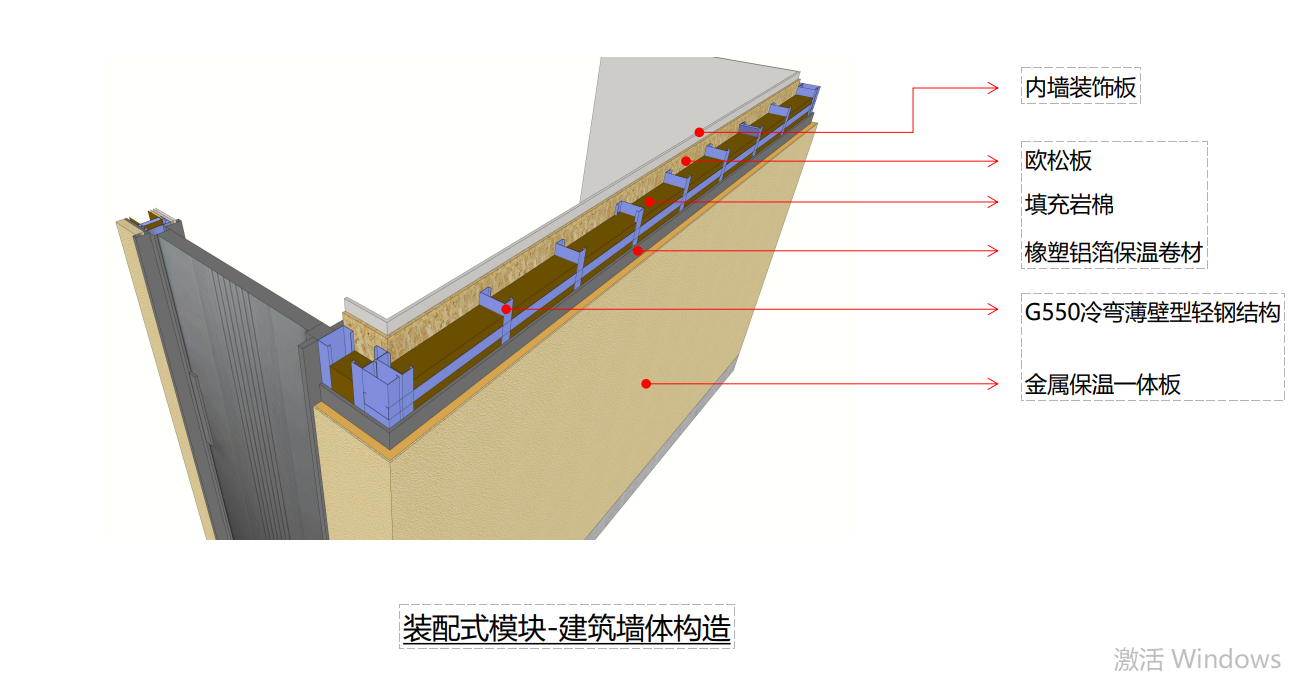 内墙装饰板
欧松板
填充岩棉
橡塑铝箔保温卷材
G550冷弯薄壁型轻钢结构
金属保温一体板
装配式模块-建筑墙体构造
激活 Windows